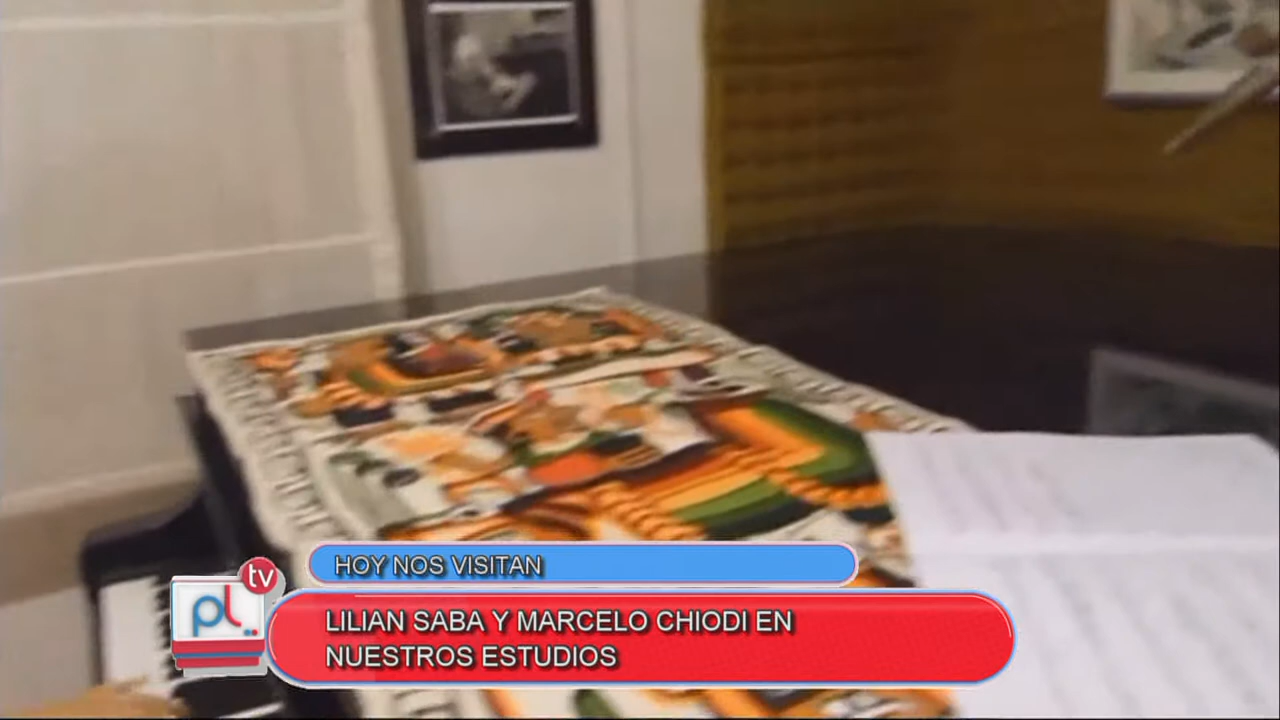 HOY NOS VISITAN
tv
pl..
LILIAN SABA Y MARCELO CHIODI EN
NUESTROS ESTUDIOS